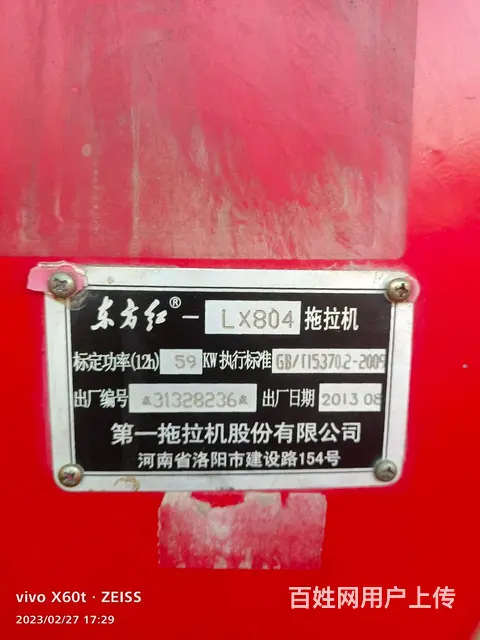 东方红®-LX804拖拉机
标定功率(12h) 59 KW 执行标准 GB/T15370.2-2009
出厂编号 31328236 出厂日期 2013 08
第一拖拉机股份有限公司
河南省洛阳市建设路154号
vivo X60t · ZEISS
2023/02/27 17:29
百姓网用户上传